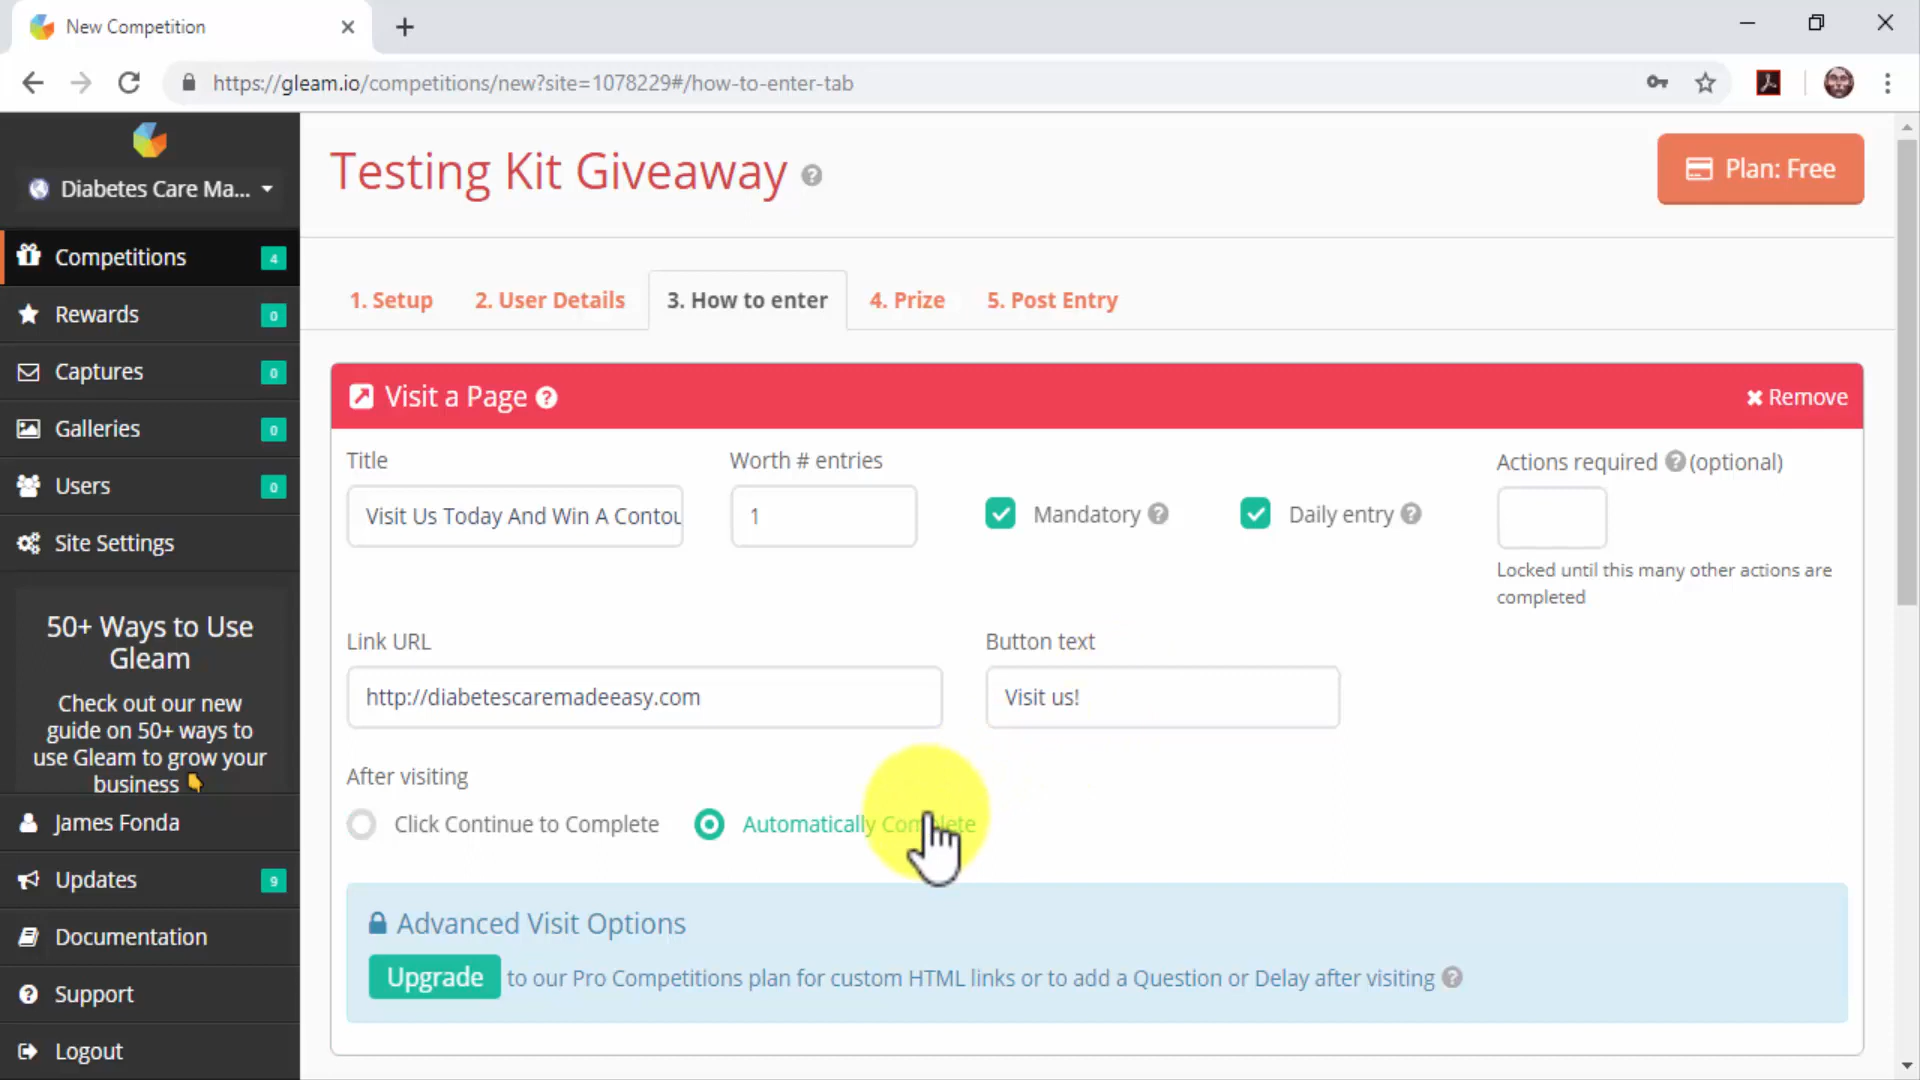 New Competition
https://gleam.io/competitions/new?site=1078229#/how-to-enter-tab
Diabetes Care Ma...
Competitions 4
Rewards 0
Captures 0
Galleries 0
Users 0
Site Settings
50+ Ways to Use
Gleam
Check out our new
guide on 50+ ways to
use Gleam to grow your
business
James Fonda
Updates 9
Documentation
Support
Logout
Testing Kit Giveaway
Plan: Free
1. Setup 2. User Details 3. How to enter 4. Prize 5. Post Entry
Visit a Page
Remove
Title Worth # entries Actions required (optional)
Visit Us Today And Win A Contou 1 Mandatory Daily entry
Locked until this many other actions are
completed
Link URL Button text
http://diabetescaremadeeasy.com Visit us!
After visiting
Click Continue to Complete Automatically Complete
Advanced Visit Options
Upgrade to our Pro Competitions plan for custom HTML links or to add a Question or Delay after visiting